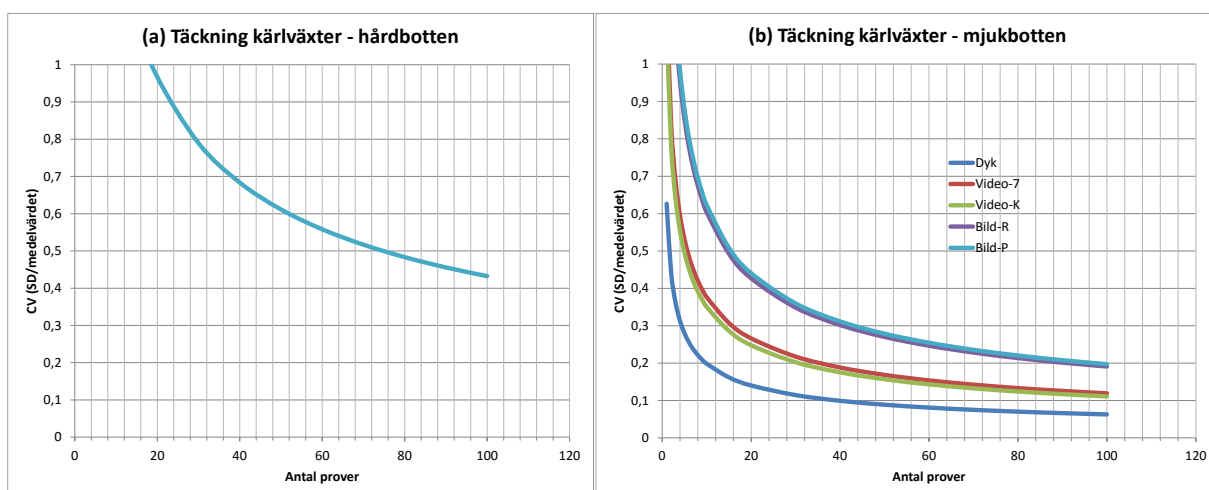 (a) Täckning kärlväxter - hårdbotten
CV (SD/medelvärdet)
1
0,9
0,8
0,7
0,6
0,5
0,4
0,3
0,2
0,1
0
0 20 40 60 80 100 120
Antal prover
(b) Täckning kärlväxter - mjukbotten
CV (SD/medelvärdet)
1
0,9
0,8
0,7
0,6
0,5
0,4
0,3
0,2
0,1
0
Dyk
Video-7
Video-K
Bild-R
Bild-P
0 20 40 60 80 100 120
Antal prover